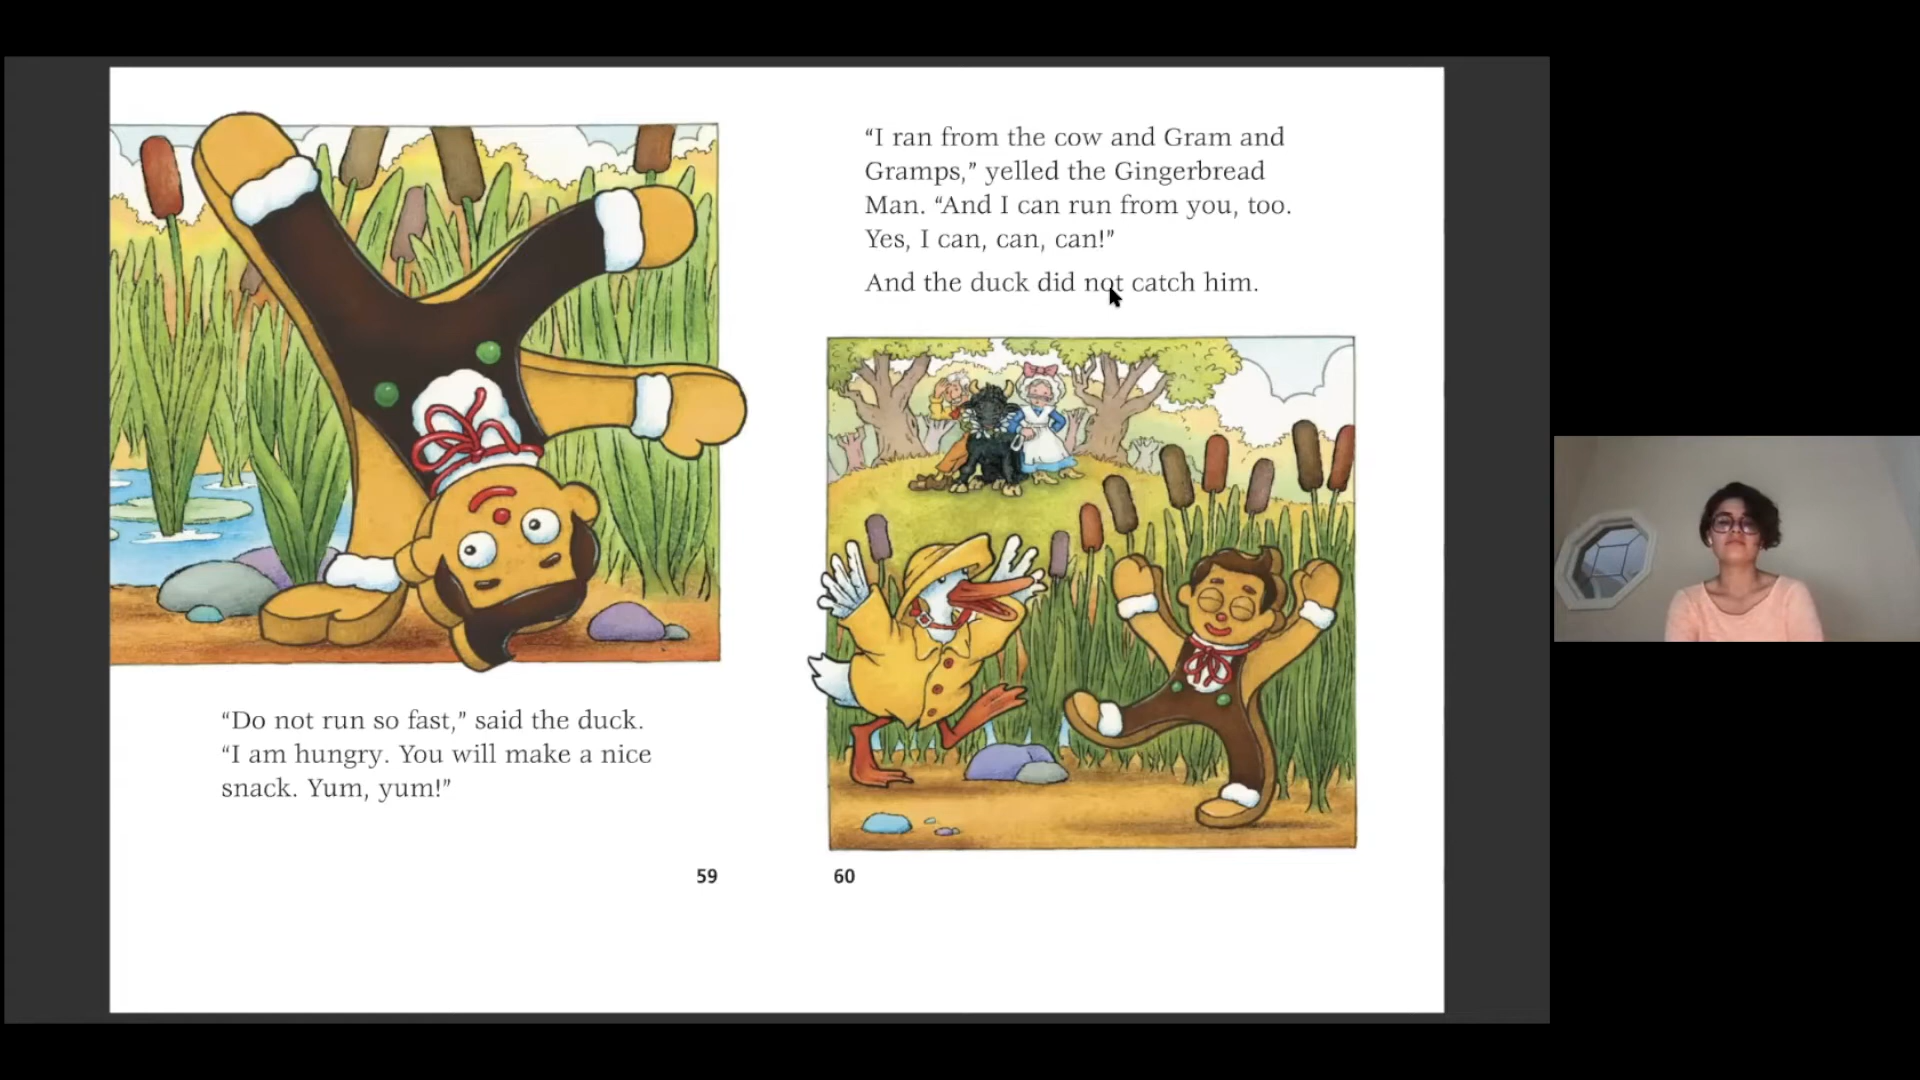 “Do not run so fast,” said the duck.
“I am hungry. You will make a nice
snack. Yum, yum!”
59
“I ran from the cow and Gram and
Gramps,” yelled the Gingerbread
Man. “And I can run from you, too.
Yes, I can, can, can!”
And the duck did not catch him.
60